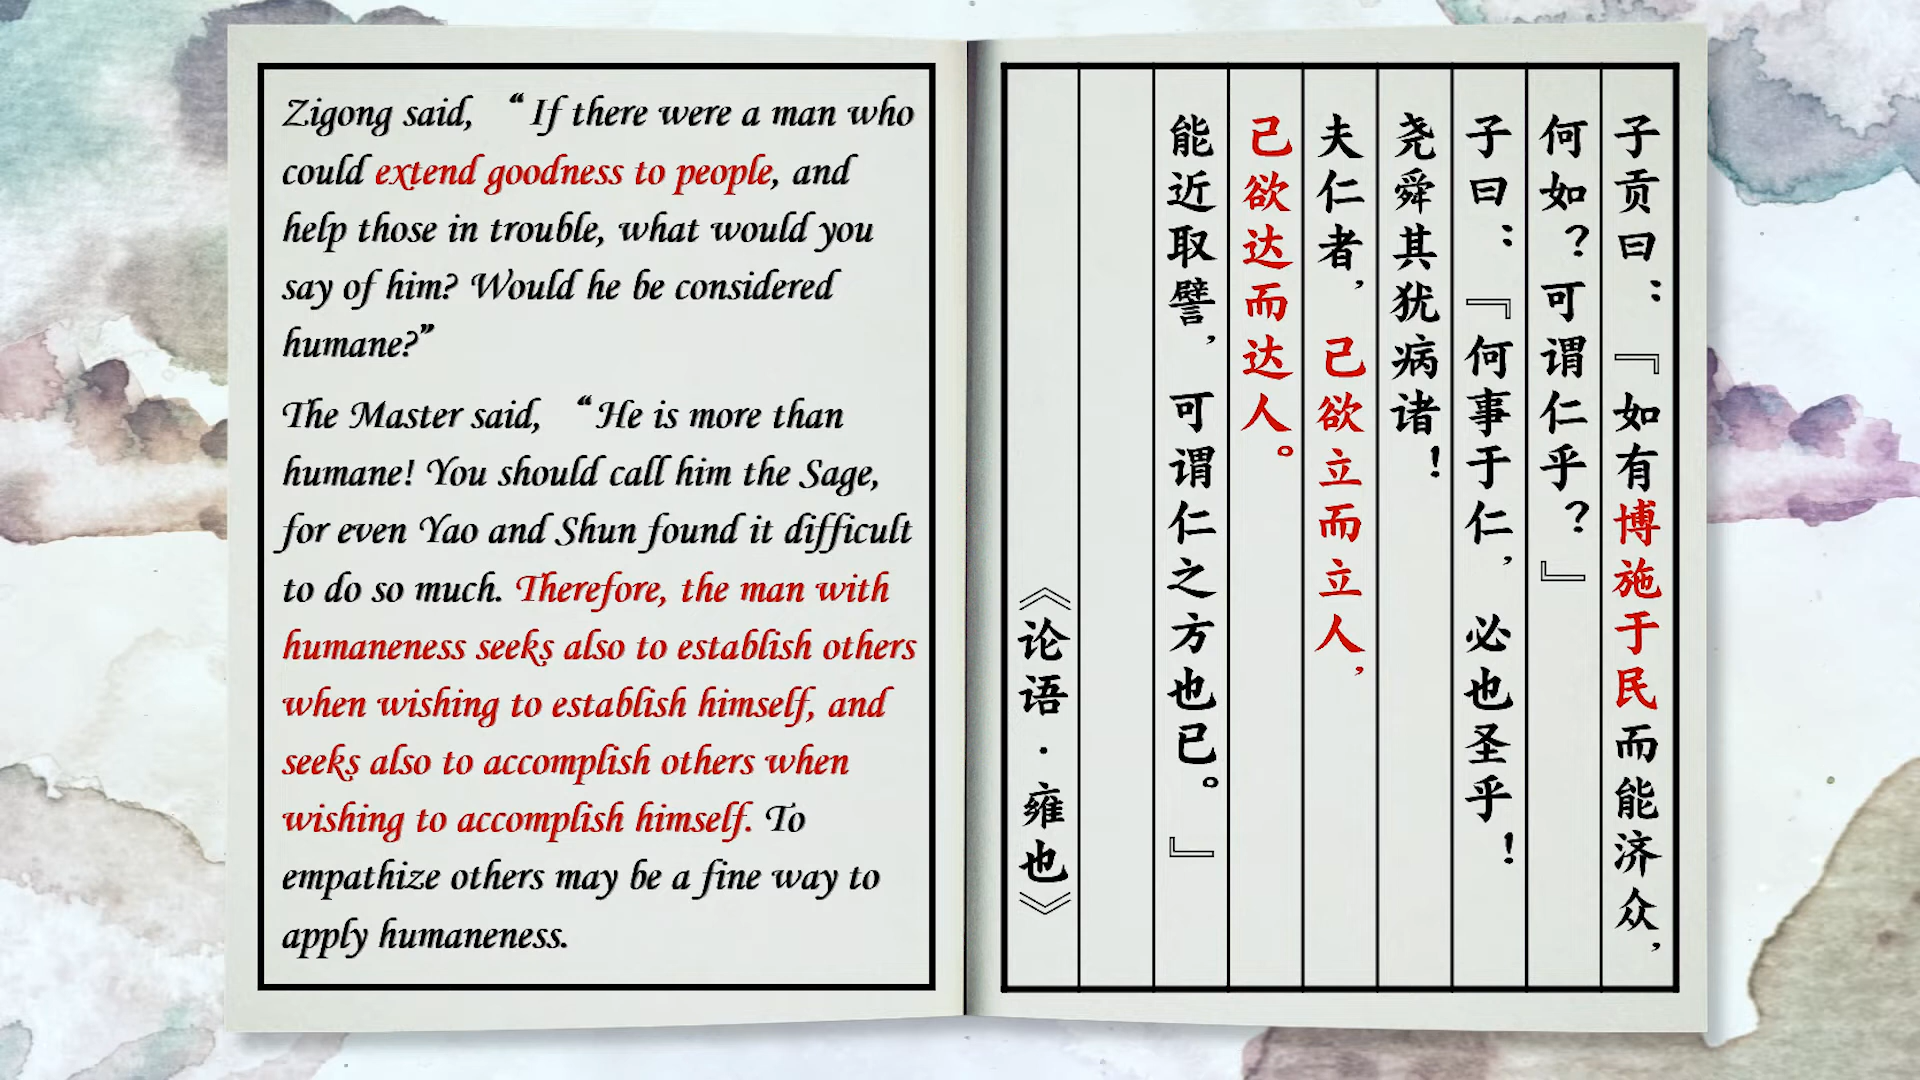 Zigong said, “If there were a man who
could extend goodness to people, and
help those in trouble, what would you
say of him? Would he be considered
humane?”
The Master said, “He is more than
humane! You should call him the Sage,
for even Yao and Shun found it difficult
to do so much. Therefore, the man with
humaneness seeks also to establish others
when wishing to establish himself, and
seeks also to accomplish others when
wishing to accomplish himself. To
empathize others may be a fine way to
apply humaneness.
子贡曰：『如有博施于民而能济众，
何如？可谓仁乎？』
子曰：『何事于仁，必也圣乎！
尧舜其犹病诸！
夫仁者，己欲立而立人，
己欲达而达人。
能近取譬，可谓仁之方也已。』
《论语·雍也》